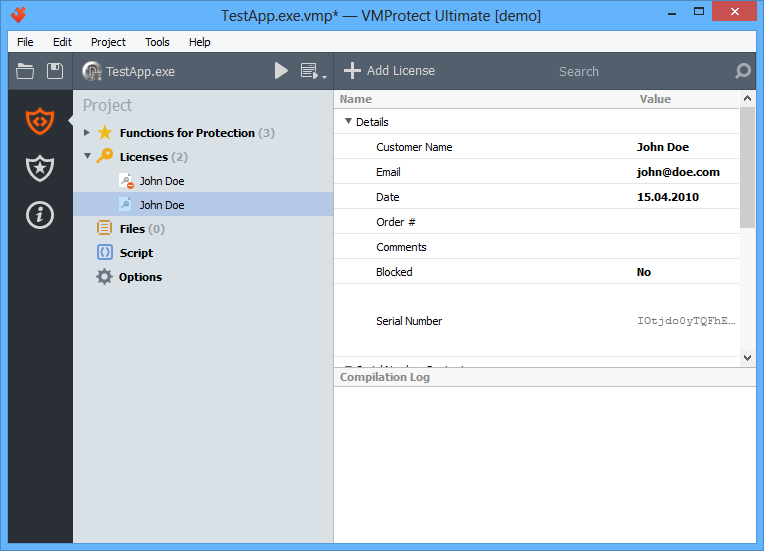 TestApp.exe.vmp* — VMProtect Ultimate [demo]
File Edit Project Tools Help
TestApp.exe
Add License
Search
Project
Functions for Protection (3)
Licenses (2)
John Doe
John Doe
Files (0)
Script
Options
Name Value
Details
Customer Name John Doe
Email john@doe.com
Date 15.04.2010
Order #
Comments
Blocked No
Serial Number IOtjdo0yTQFhE...
Compilation Log